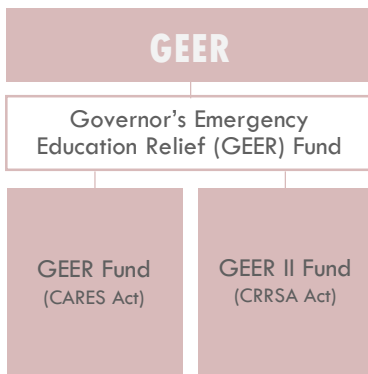 GEER
Governor’s Emergency
Education Relief (GEER) Fund
GEER Fund
(CARES Act)
GEER II Fund
(CRRSA Act)